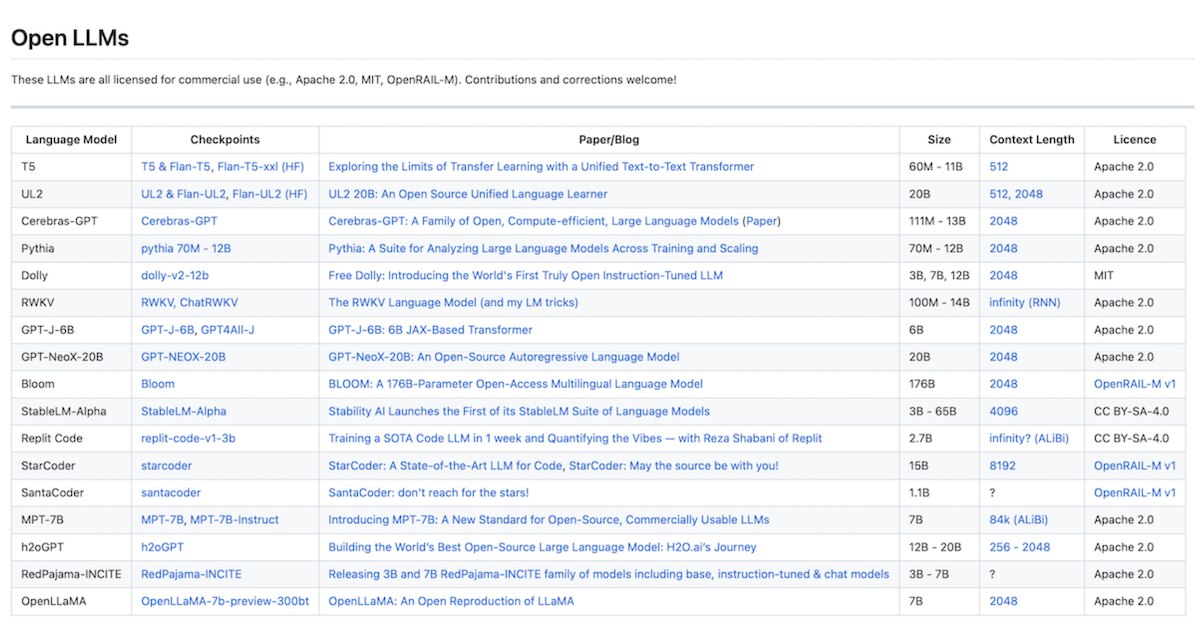 Open LLMs
These LLMs are all licensed for commercial use (e.g., Apache 2.0, MIT, OpenRAIL-M). Contributions and corrections welcome!
Language Model Checkpoints Paper/Blog Size Context Length Licence
T5 T5 & Flan-T5, Flan-T5-xxl (HF) Exploring the Limits of Transfer Learning with a Unified Text-to-Text Transformer 60M - 11B 512 Apache 2.0
UL2 UL2 & Flan-UL2, Flan-UL2 (HF) UL2 20B: An Open Source Unified Language Learner 20B 512, 2048 Apache 2.0
Cerebras-GPT Cerebras-GPT Cerebras-GPT: A Family of Open, Compute-efficient, Large Language Models (Paper) 111M - 13B 2048 Apache 2.0
Pythia pythia 70M - 12B Pythia: A Suite for Analyzing Large Language Models Across Training and Scaling 70M - 12B 2048 Apache 2.0
Dolly dolly-v2-12b Free Dolly: Introducing the World's First Truly Open Instruction-Tuned LLM 3B, 7B, 12B 2048 MIT
RWKV RWKV, ChatRWKV The RWKV Language Model (and my LM tricks) 100M - 14B infinity (RNN) Apache 2.0
GPT-J-6B GPT-J-6B, GPT4All-J GPT-J-6B: 6B JAX-Based Transformer 6B 2048 Apache 2.0
GPT-NeoX-20B GPT-NEOX-20B GPT-NeoX-20B: An Open-Source Autoregressive Language Model 20B 2048 Apache 2.0
Bloom Bloom BLOOM: A 176B-Parameter Open-Access Multilingual Language Model 176B 2048 OpenRAIL-M v1
StableLM-Alpha StableLM-Alpha Stability AI Launches the First of its StableLM Suite of Language Models 3B - 65B 4096 CC BY-SA-4.0
Replit Code replit-code-v1-3b Training a SOTA Code LLM in 1 week and Quantifying the Vibes — with Reza Shabani of Replit 2.7B infinity? (ALiBi) CC BY-SA-4.0
StarCoder starcoder StarCoder: A State-of-the-Art LLM for Code, StarCoder: May the source be with you! 15B 8192 OpenRAIL-M v1
SantaCoder santacoder SantaCoder: don't reach for the stars! 1.1B ? OpenRAIL-M v1
MPT-7B MPT-7B, MPT-7B-Instruct Introducing MPT-7B: A New Standard for Open-Source, Commercially Usable LLMs 7B 84k (ALiBi) Apache 2.0
h2oGPT h2oGPT Building the World's Best Open-Source Large Language Model: H2O.ai's Journey 12B - 20B 256 - 2048 Apache 2.0
RedPajama-INCITE RedPajama-INCITE Releasing 3B and 7B RedPajama-INCITE family of models including base, instruction-tuned & chat models 3B - 7B ? Apache 2.0
OpenLLaMA OpenLLaMA-7b-preview-300bt OpenLLaMA: An Open Reproduction of LLaMA 7B 2048 Apache 2.0